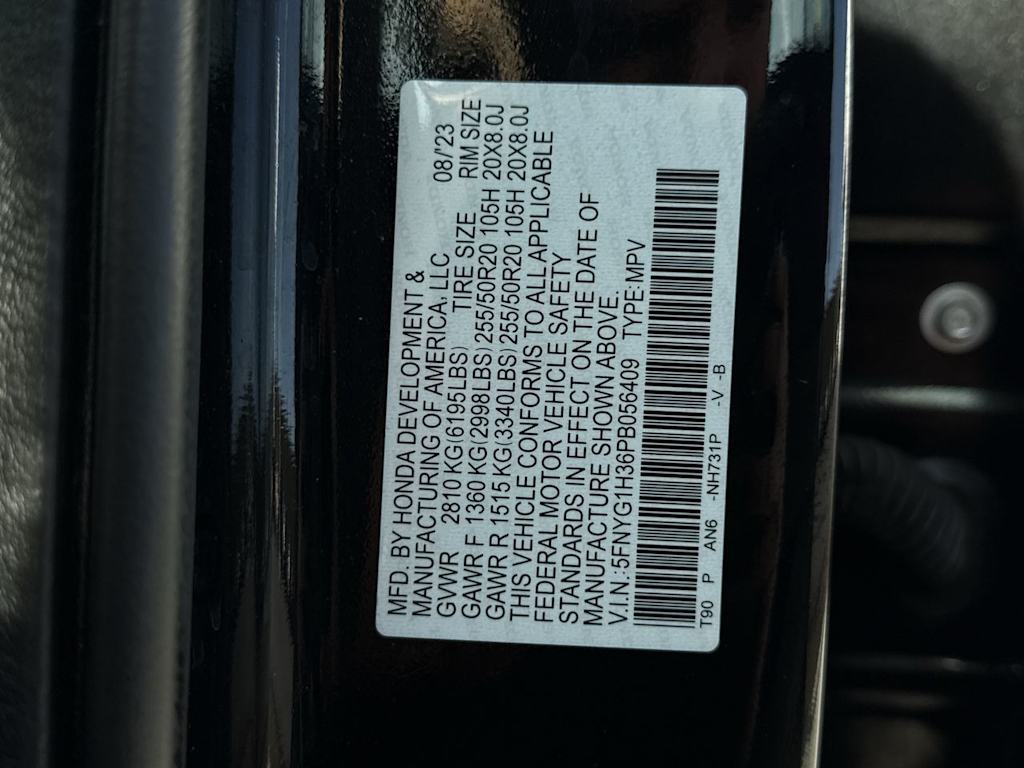 MFD. BY HONDA DEVELOPMENT &
MANUFACTURING OF AMERICA, LLC 08/'23
GVWR 2810 KG(6195LBS) TIRE SIZE RIM SIZE
GAWR F 1360 KG(2998LBS) 255/50R20 105H 20X8.0J
GAWR R 1515 KG(3340LBS) 255/50R20 105H 20X8.0J
THIS VEHICLE CONFORMS TO ALL APPLICABLE
FEDERAL MOTOR VEHICLE SAFETY
STANDARDS IN EFFECT ON THE DATE OF
MANUFACTURE SHOWN ABOVE.
V.I.N.:5FNYG1H36PB056409 TYPE:MPV
T90 P AN6 -NH731P -V -B